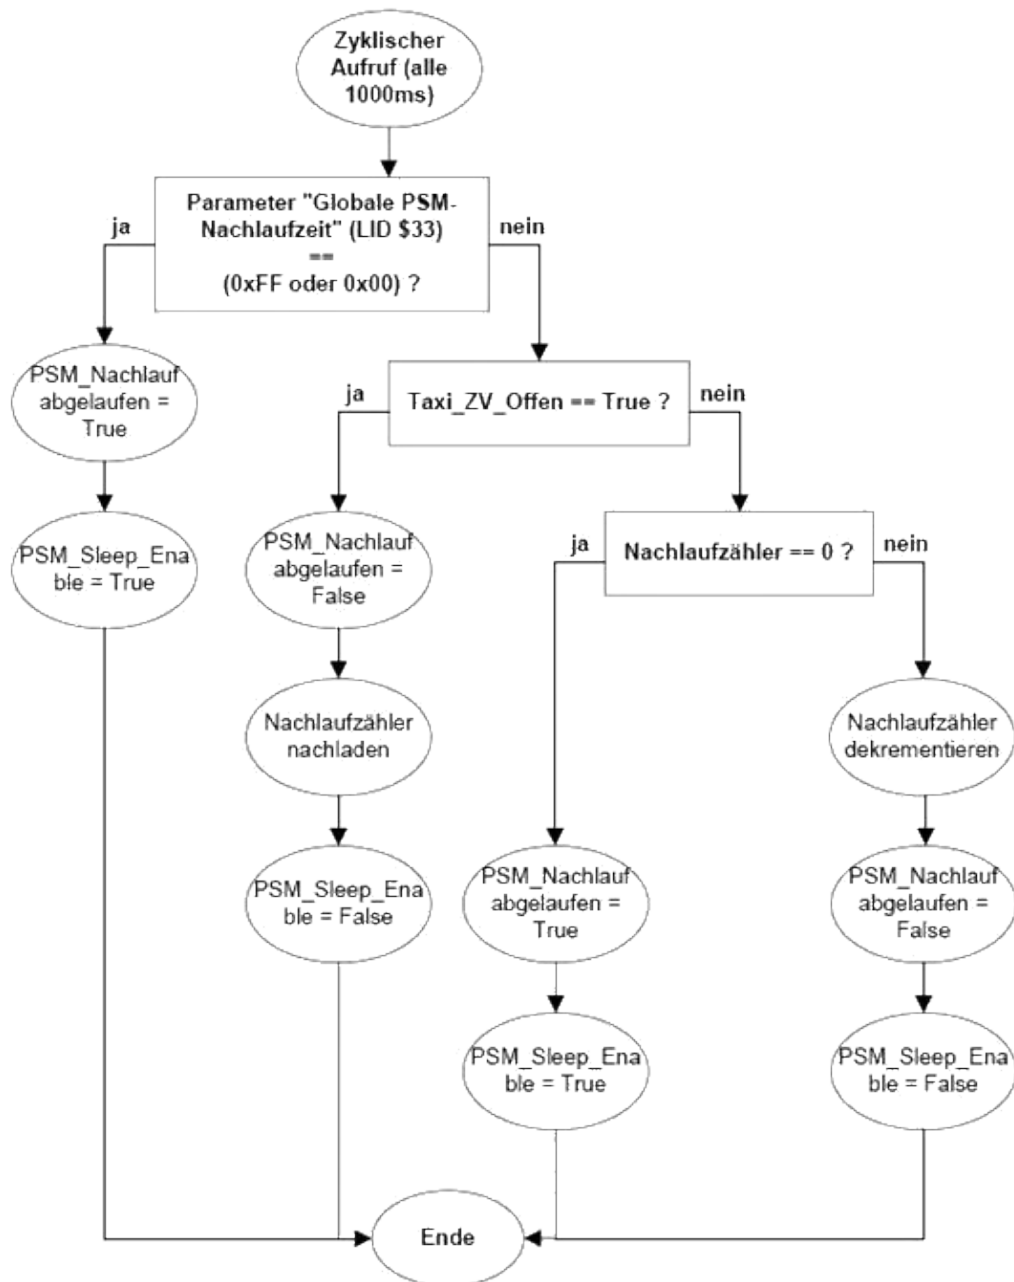 Zyklischer
Aufruf (alle
1000ms)
Parameter "Globale PSM-
Nachlaufzeit" (LID $33)
==
(0xFF oder 0x00) ?
ja
nein
PSM_Nachlauf
abgelaufen =
True
PSM_Sleep_Ena
ble = True
Taxi_ZV_Offen == True ?
ja
nein
PSM_Nachlauf
abgelaufen =
False
Nachlaufzähler
nachladen
PSM_Sleep_Ena
ble = False
Nachlaufzähler == 0 ?
ja
nein
PSM_Nachlauf
abgelaufen =
True
PSM_Sleep_Ena
ble = True
Nachlaufzähler
dekrementieren
PSM_Nachlauf
abgelaufen =
False
PSM_Sleep_Ena
ble = False
Ende